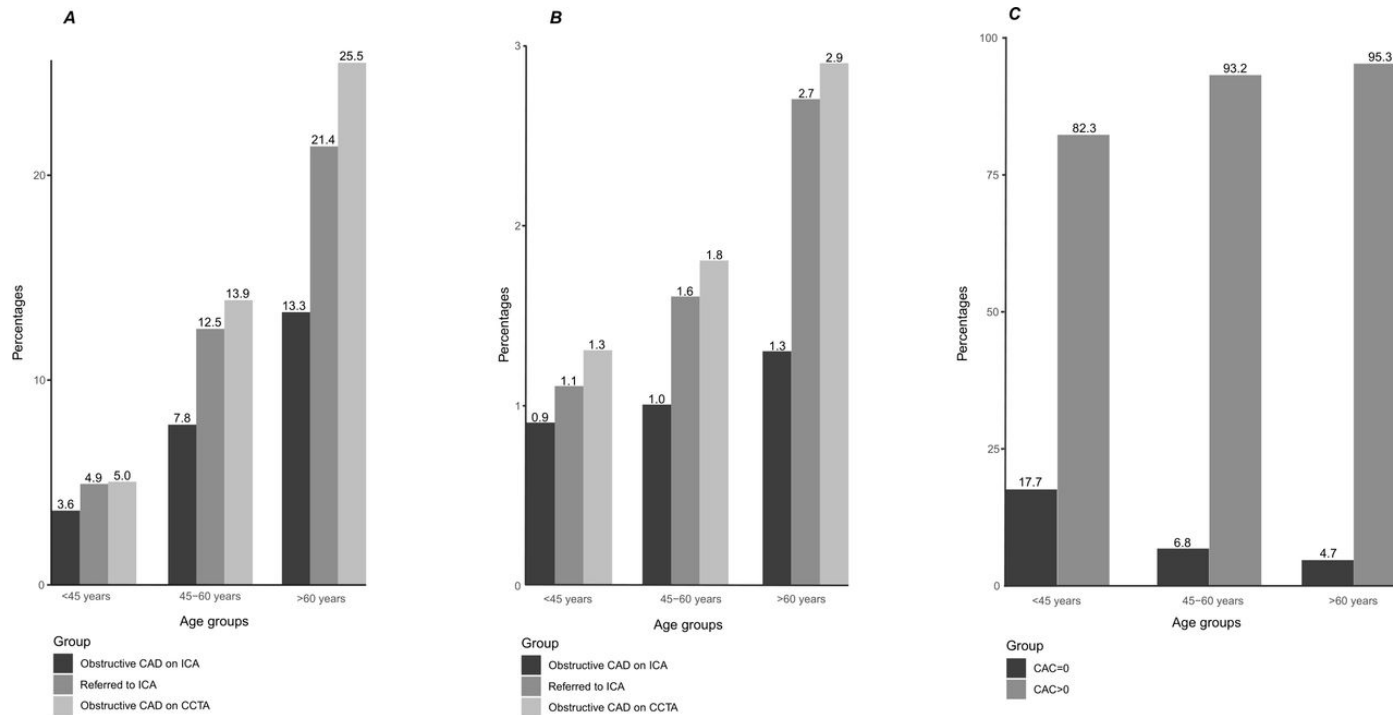 A
Percentages
20
10
0
3.6
4.9
5.0
7.8
12.5
13.9
13.3
21.4
25.5
<45 years
45−60 years
>60 years
Age groups
Group
Obstructive CAD on ICA
Referred to ICA
Obstructive CAD on CCTA
B
Percentages
3
2
1
0
0.9
1.1
1.3
1.0
1.6
1.8
1.3
2.7
2.9
<45 years
45−60 years
>60 years
Age groups
Group
Obstructive CAD on ICA
Referred to ICA
Obstructive CAD on CCTA
C
Percentages
100
75
50
25
0
17.7
82.3
6.8
93.2
4.7
95.3
<45 years
45−60 years
>60 years
Age groups
Group
CAC=0
CAC>0